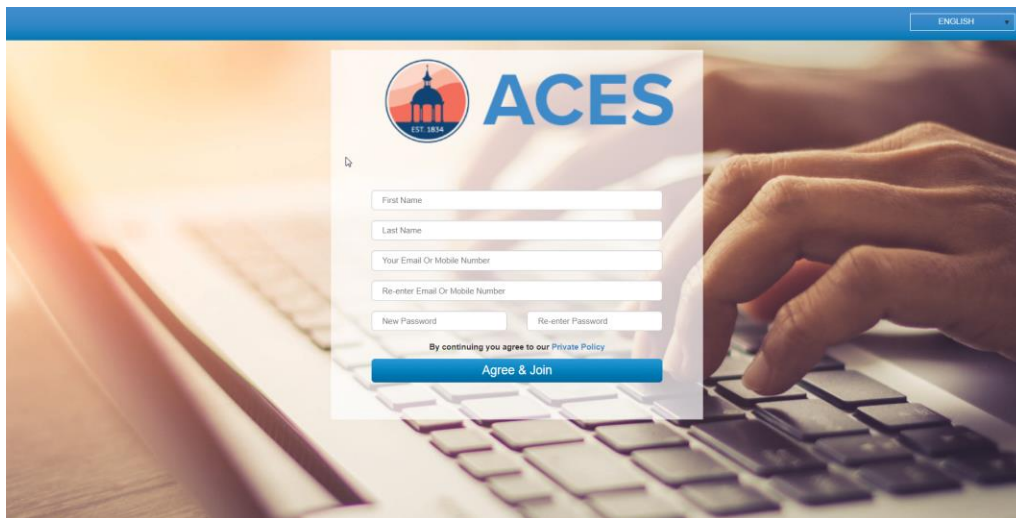 ENGLISH
ACES
EST. 1834
First Name
Last Name
Your Email Or Mobile Number
Re-enter Email Or Mobile Number
New Password Re-enter Password
By continuing you agree to our Private Policy
Agree & Join